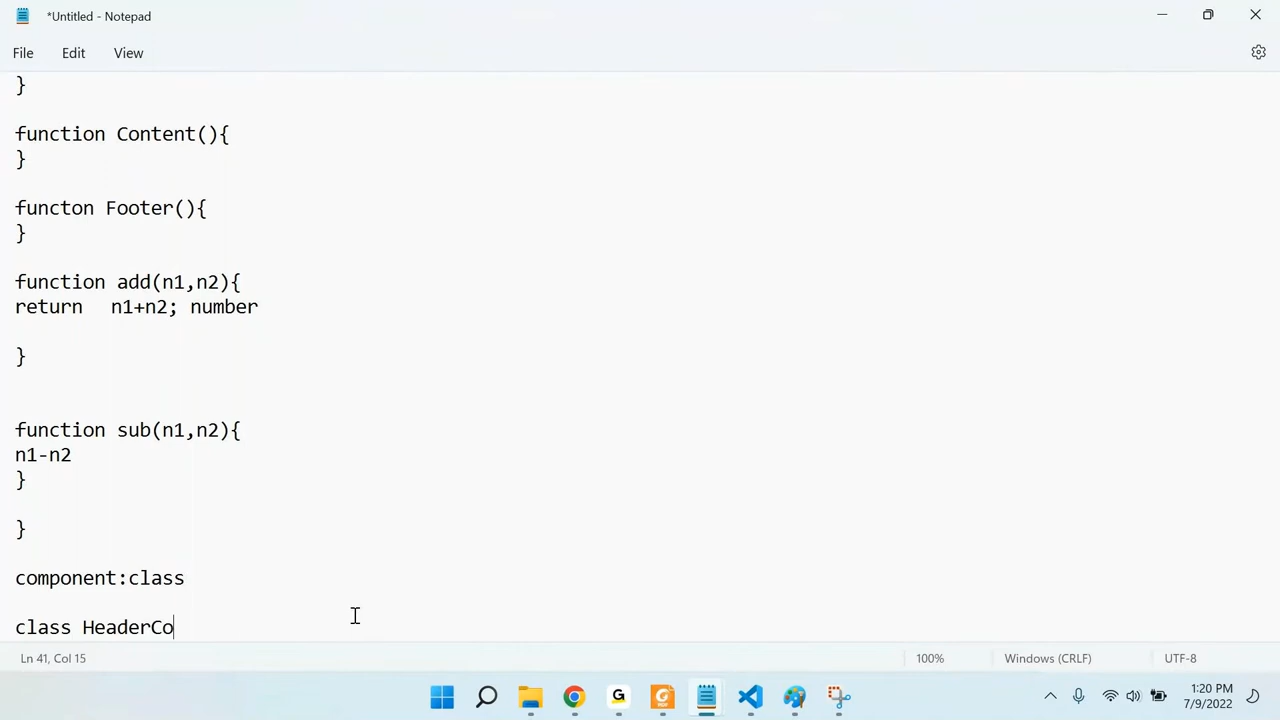 *Untitled - Notepad
File Edit View
}
function Content(){
}
functon Footer(){
}
function add(n1,n2){
return n1+n2; number
}
function sub(n1,n2){
n1-n2
}
}
component:class
class HeaderCo
Ln 41, Col 15 100% Windows (CRLF) UTF-8
G
G
PDF
1:20 PM
7/9/2022